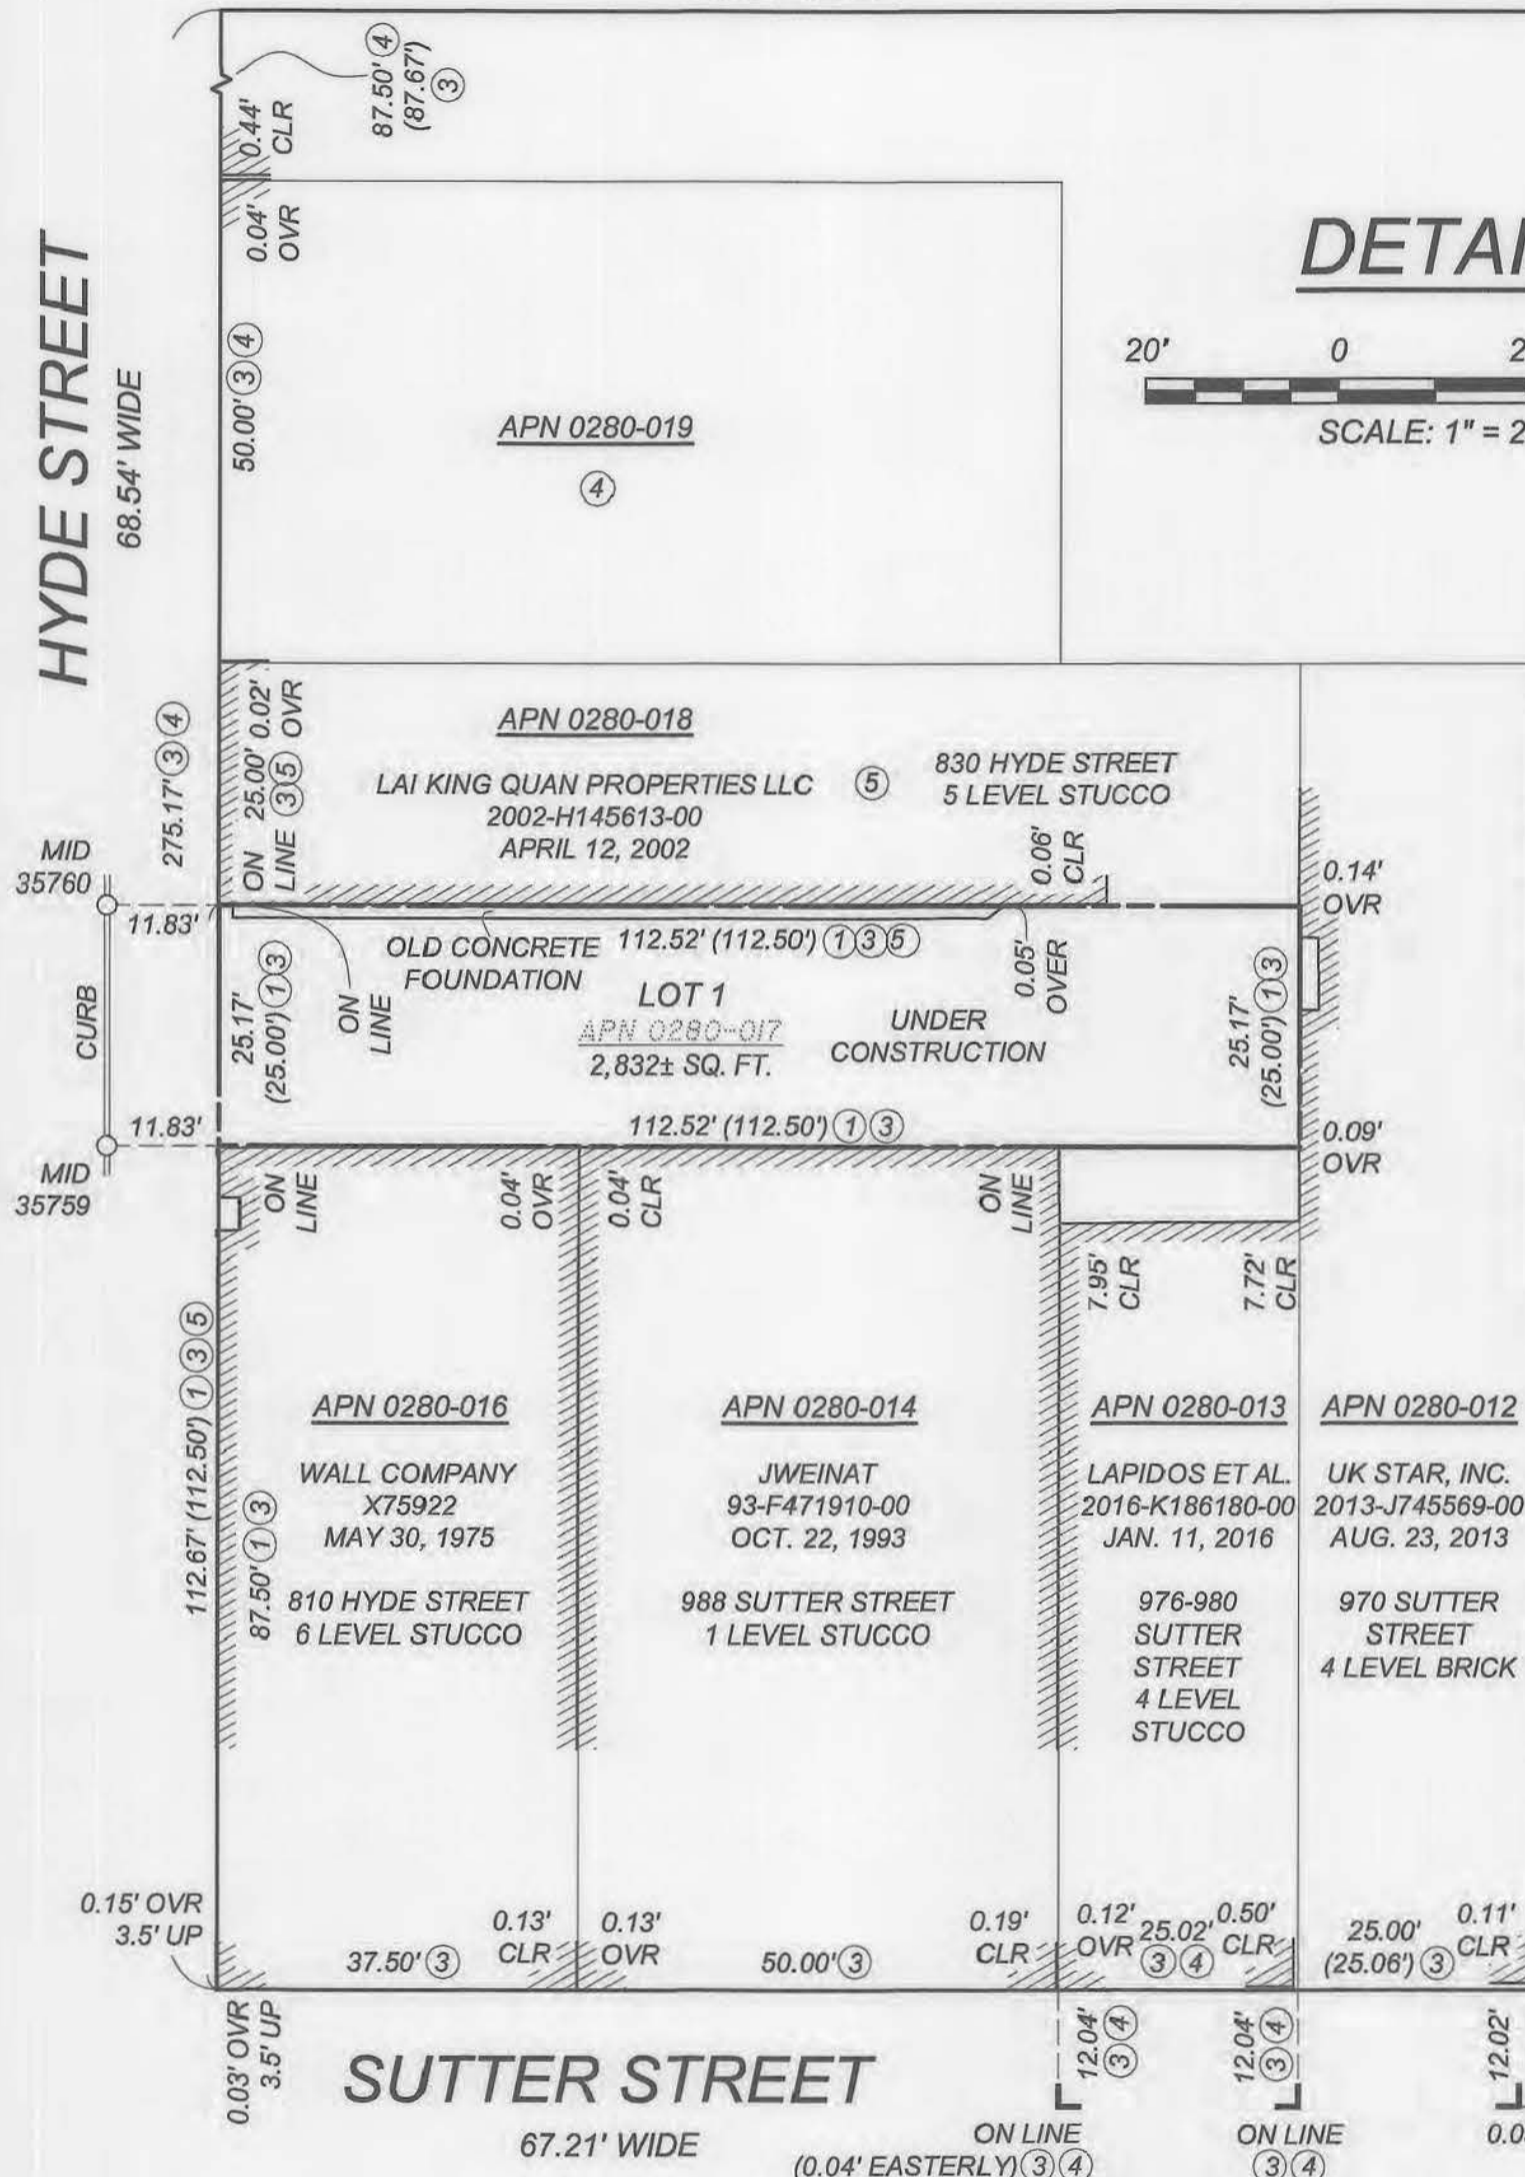 87.50' ④
(87.67')
③
0.44'
CLR
0.04'
OVR
HYDE STREET
68.54' WIDE
50.00' ③ ④
APN 0280-019
④
20' 0
SCALE: 1" = 2
275.17' ③ ④
0.02'
OVR
25.00'
③ ⑤
ON
LINE
APN 0280-018
LAI KING QUAN PROPERTIES LLC ⑤
2002-H145613-00
APRIL 12, 2002
830 HYDE STREET
5 LEVEL STUCCO
0.06'
CLR
MID
35760
11.83'
CURB
11.83'
MID
35759
0.14'
OVR
OLD CONCRETE
FOUNDATION
112.52' (112.50') ① ③ ⑤
25.17'
(25.00') ① ③
ON
LINE
LOT 1
APN 0280-017
2,832± SQ. FT.
UNDER
CONSTRUCTION
0.05'
OVER
25.17'
(25.00') ① ③
112.52' (112.50') ① ③
0.09'
OVR
ON
LINE
0.04'
OVR
0.04'
CLR
ON
LINE
7.95'
CLR
7.72'
CLR
112.67' (112.50') ① ③ ⑤
87.50' ① ③
APN 0280-016
WALL COMPANY
X75922
MAY 30, 1975
810 HYDE STREET
6 LEVEL STUCCO
APN 0280-014
JWEINAT
93-F471910-00
OCT. 22, 1993
988 SUTTER STREET
1 LEVEL STUCCO
APN 0280-013
LAPIDOS ET AL.
2016-K186180-00
JAN. 11, 2016
976-980
SUTTER
STREET
4 LEVEL
STUCCO
APN 0280-012
UK STAR, INC.
2013-J745569-00
AUG. 23, 2013
970 SUTTER
STREET
4 LEVEL BRICK
0.15' OVR
3.5' UP
37.50' ③
0.13'
CLR
0.13'
OVR
50.00' ③
0.19'
CLR
0.12'
OVR
25.02'
③ ④
0.50'
CLR
25.00'
(25.06') ③
0.11'
CLR
0.03' OVR
3.5' UP
SUTTER STREET
67.21' WIDE
12.04'
③ ④
12.04'
③ ④
12.02'
ON LINE
(0.04' EASTERLY) ③ ④
ON LINE
③ ④